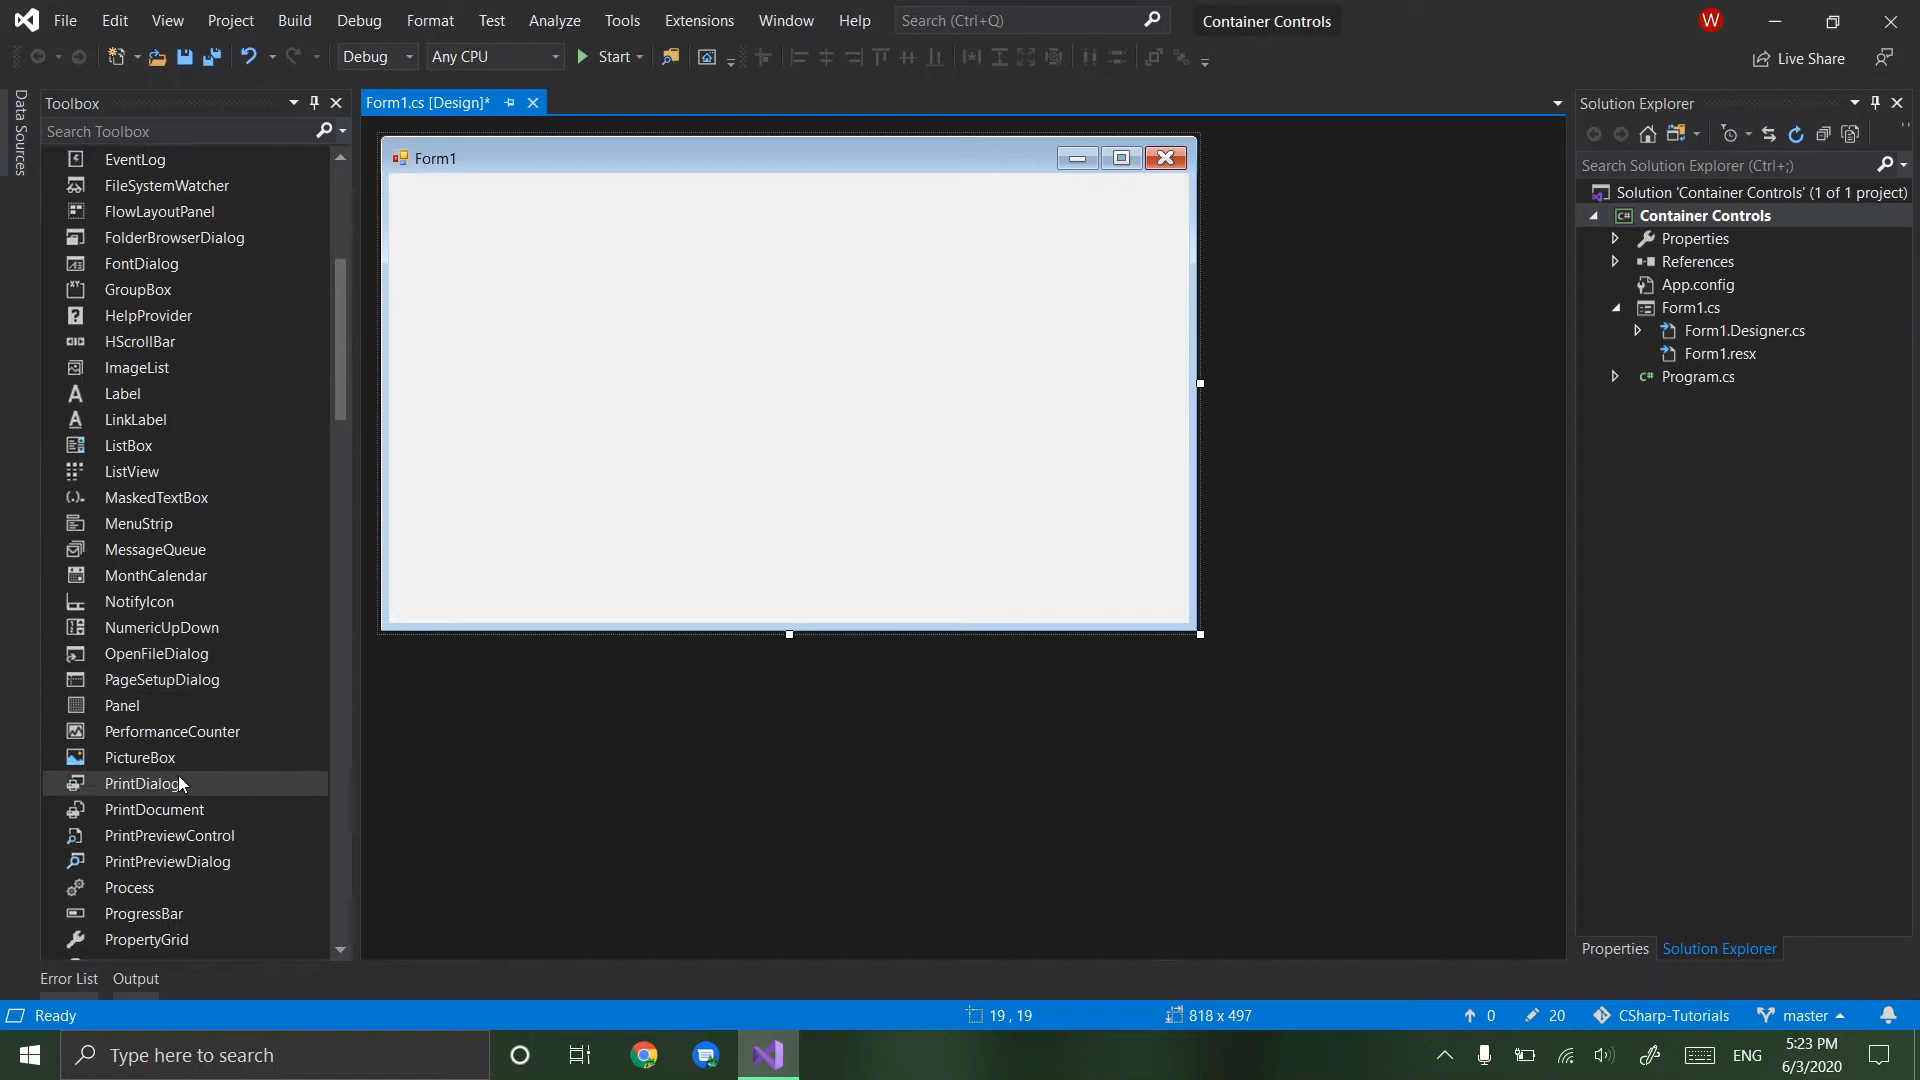 File Edit View Project Build Debug Format Test Analyze Tools Extensions Window Help Search (Ctrl+Q) Container Controls W
Debug Any CPU Start Live Share
Data Sources
Toolbox
Search Toolbox
EventLog
FileSystemWatcher
FlowLayoutPanel
FolderBrowserDialog
FontDialog
GroupBox
HelpProvider
HScrollBar
ImageList
Label
LinkLabel
ListBox
ListView
MaskedTextBox
MenuStrip
MessageQueue
MonthCalendar
NotifyIcon
NumericUpDown
OpenFileDialog
PageSetupDialog
Panel
PerformanceCounter
PictureBox
PrintDialog
PrintDocument
PrintPreviewControl
PrintPreviewDialog
Process
ProgressBar
PropertyGrid
Form1.cs [Design]*
Form1
Solution Explorer
Search Solution Explorer (Ctrl+;)
Solution 'Container Controls' (1 of 1 project)
C# Container Controls
Properties
References
App.config
Form1.cs
Form1.Designer.cs
Form1.resx
C# Program.cs
Properties Solution Explorer
Error List Output
Ready 19 , 19 818 x 497 0 20 CSharp-Tutorials master
Type here to search ENG 5:23 PM
6/3/2020